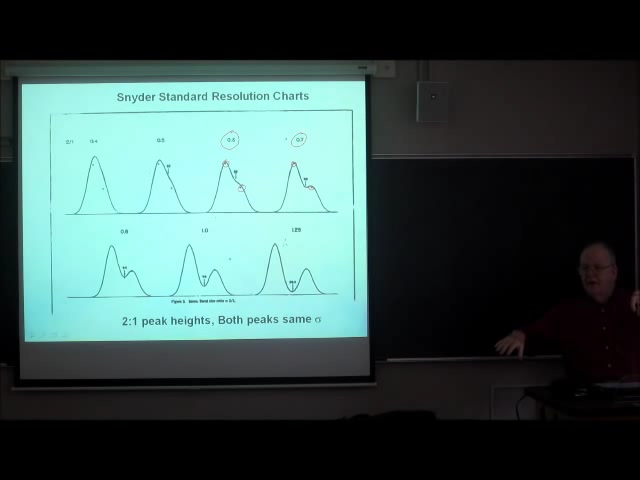 Snyder Standard Resolution Charts
2/1 0.4 0.5 0.6 0.7
0.8 1.0 1.25
2:1 peak heights, Both peaks same σ